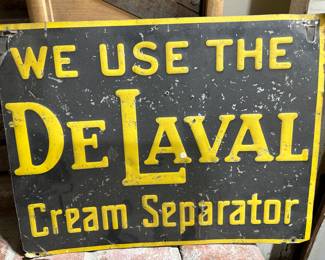 WE USE THE
DE LAVAL
Cream Separator